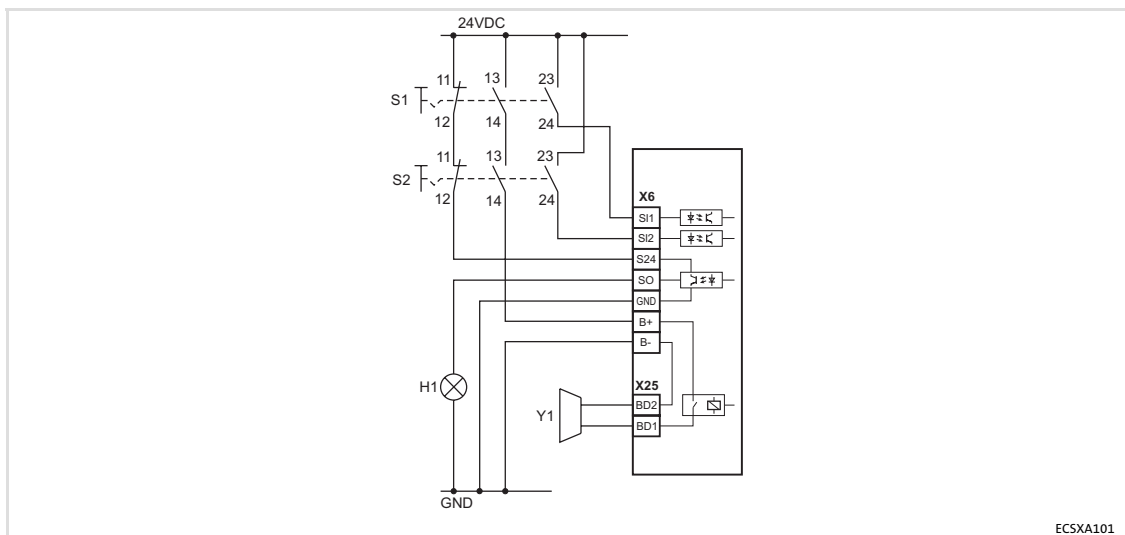 24VDC
11 13 23
S1
12 14 24
11 13 23
S2
12 14 24
X6
SI1
SI2
S24
SO
GND
B+
B-
H1
X25
Y1
BD2
BD1
GND
ECSXA101